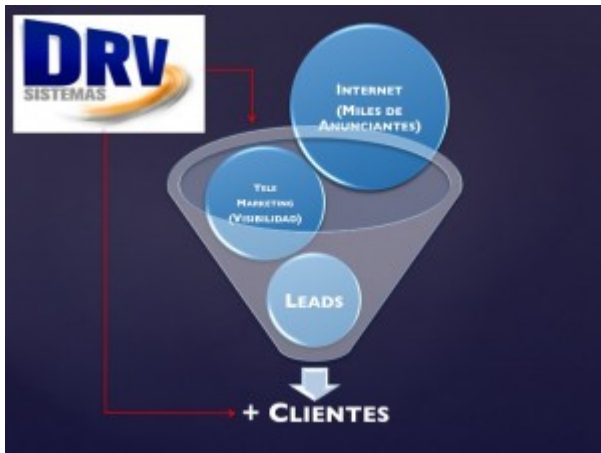 DRV
SISTEMAS
INTERNET
(MILES DE
ANUNCIANTES)
TELE
MARKETING
(VISIBILIDAD)
LEADS
+ CLIENTES